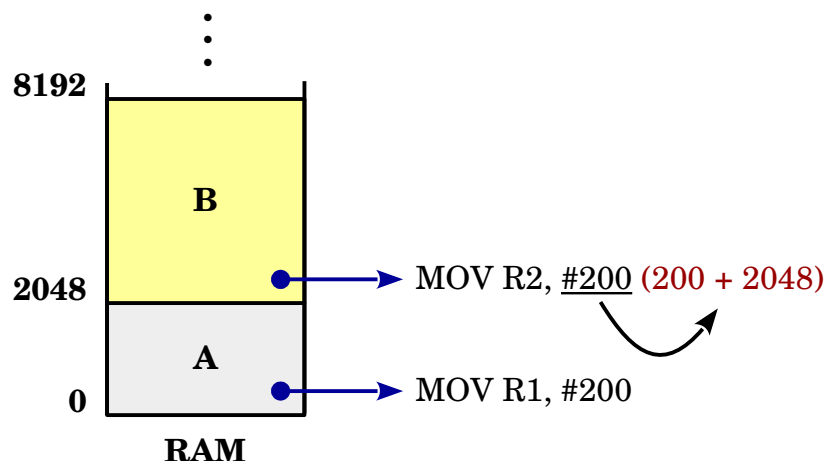 8192
B
2048
MOV R2, #200 (200 + 2048)
A
0
MOV R1, #200
RAM